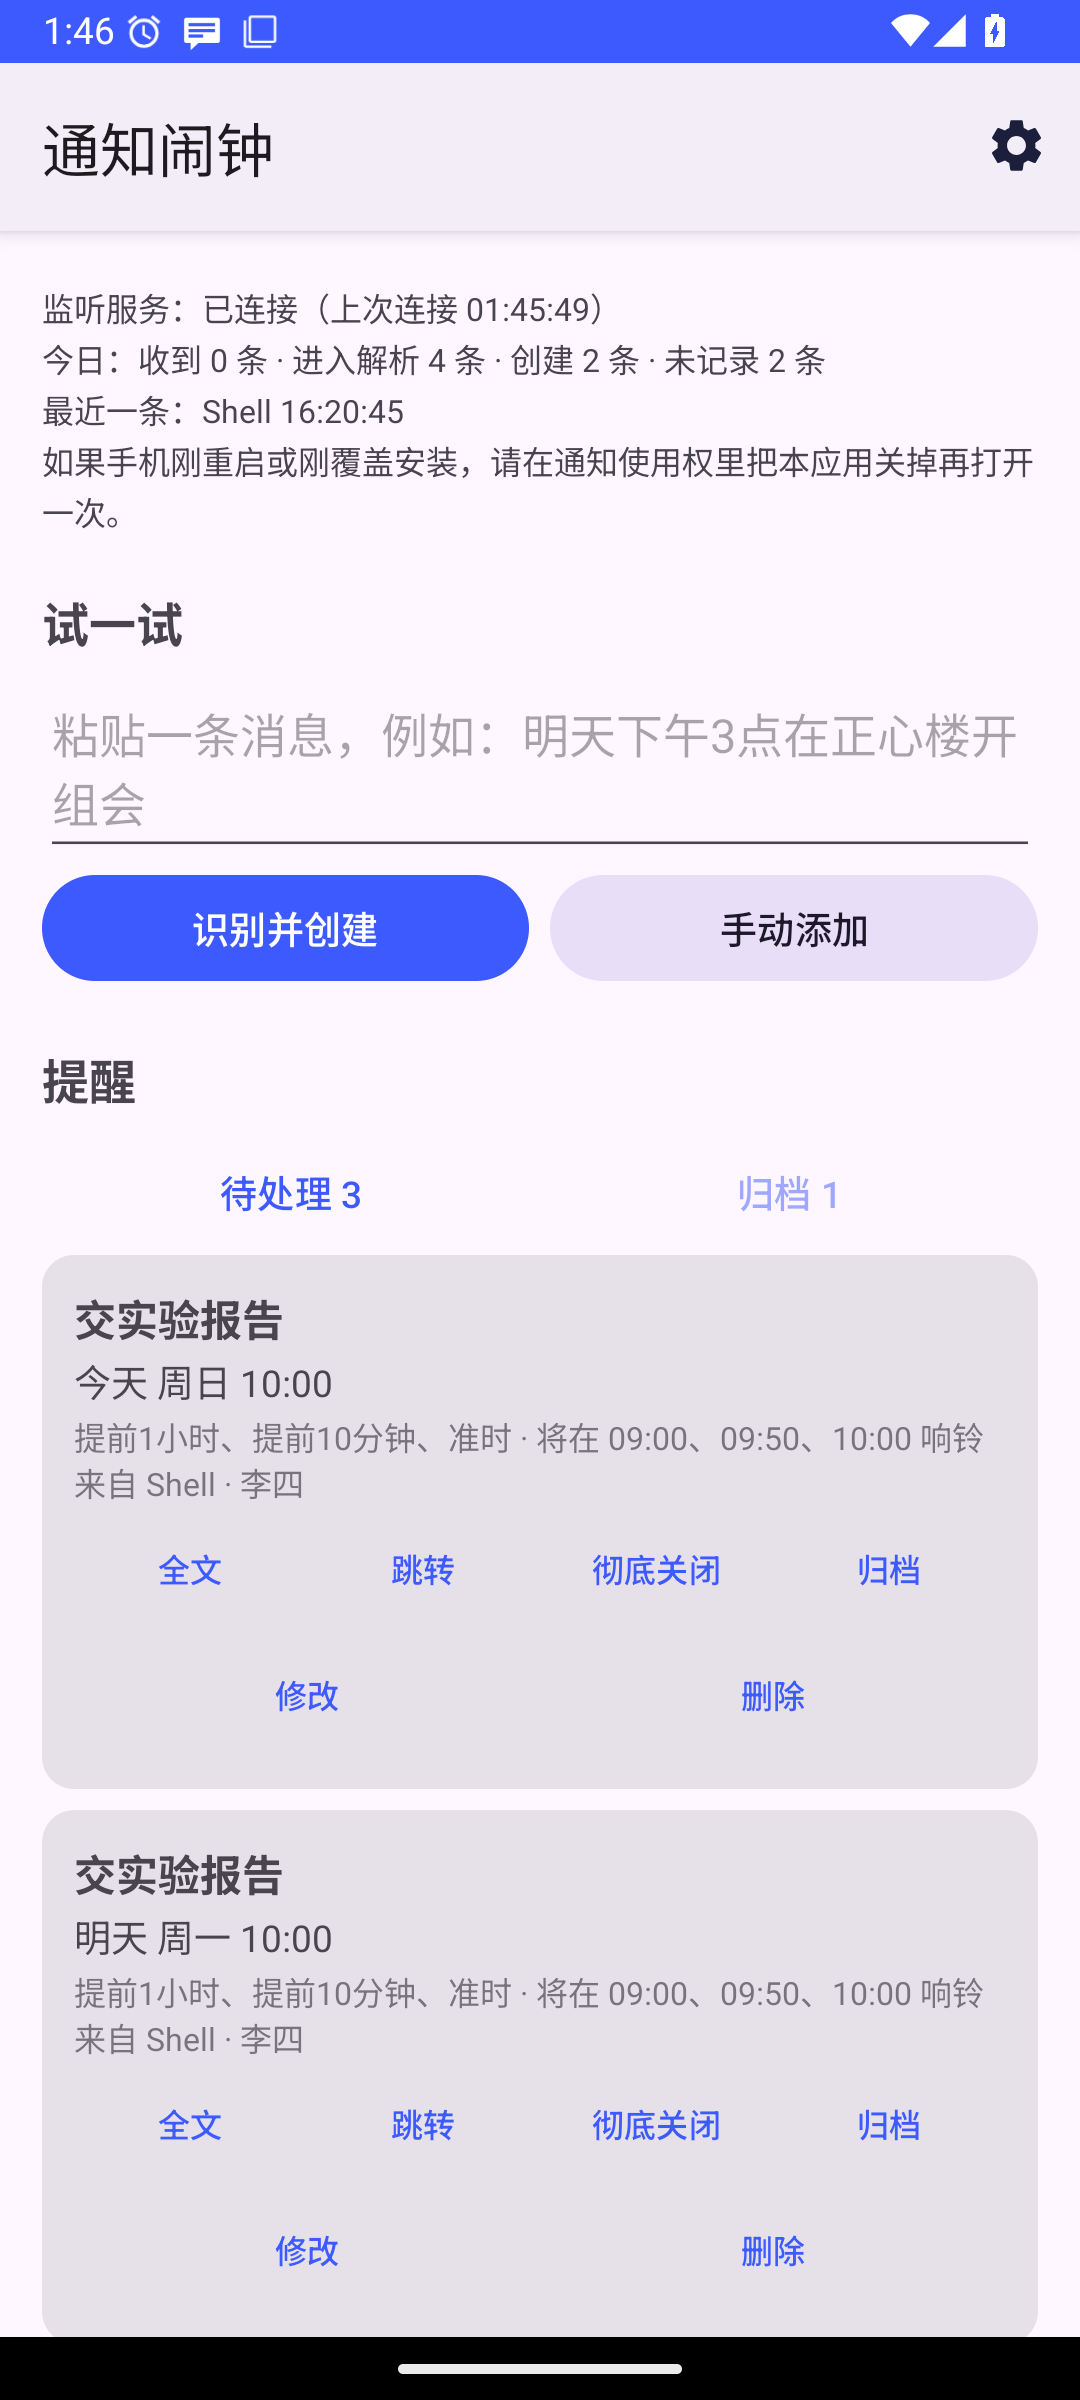 1:46
通知闹钟
监听服务：已连接（上次连接 01:45:49）
今日：收到 0 条 · 进入解析 4 条 · 创建 2 条 · 未记录 2 条
最近一条：Shell 16:20:45
如果手机刚重启或刚覆盖安装，请在通知使用权里把本应用关掉再打开
一次。
试一试
粘贴一条消息，例如：明天下午3点在正心楼开
组会
识别并创建 手动添加
提醒
待处理 3 归档 1
交实验报告
今天 周日 10:00
提前1小时、提前10分钟、准时 · 将在 09:00、09:50、10:00 响铃
来自 Shell · 李四
全文 跳转 彻底关闭 归档
修改 删除
交实验报告
明天 周一 10:00
提前1小时、提前10分钟、准时 · 将在 09:00、09:50、10:00 响铃
来自 Shell · 李四
全文 跳转 彻底关闭 归档
修改 删除